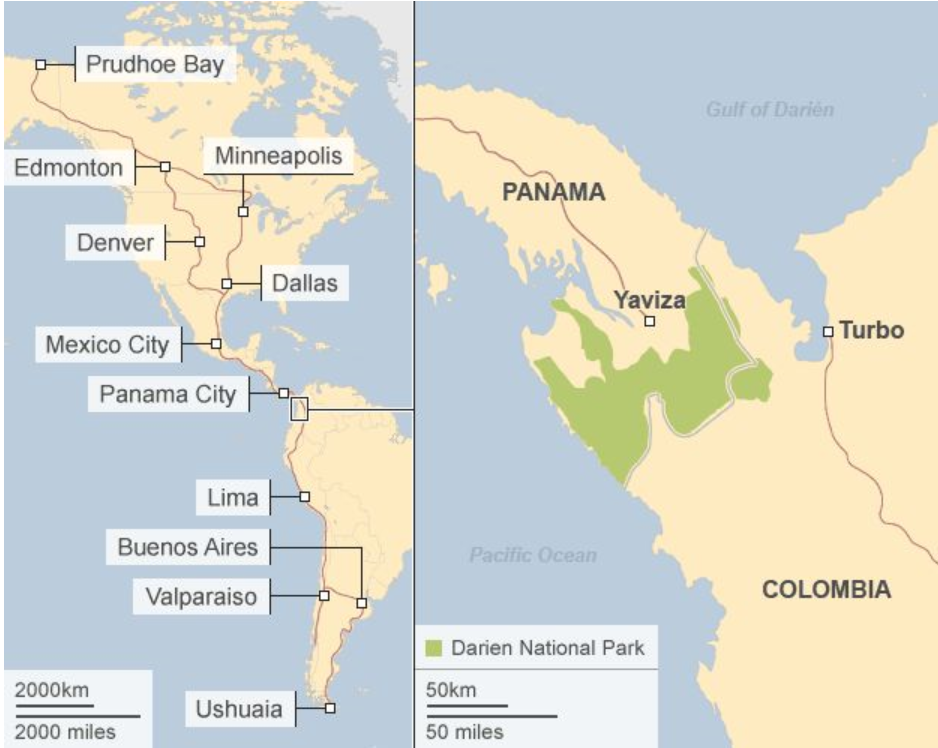 Prudhoe Bay
Edmonton
Minneapolis
Denver
Dallas
Mexico City
Panama City
Lima
Buenos Aires
Valparaiso
Ushuaia
2000km
2000 miles
Gulf of Darién
PANAMA
Yaviza
Turbo
Pacific Ocean
COLOMBIA
Darien National Park
50km
50 miles